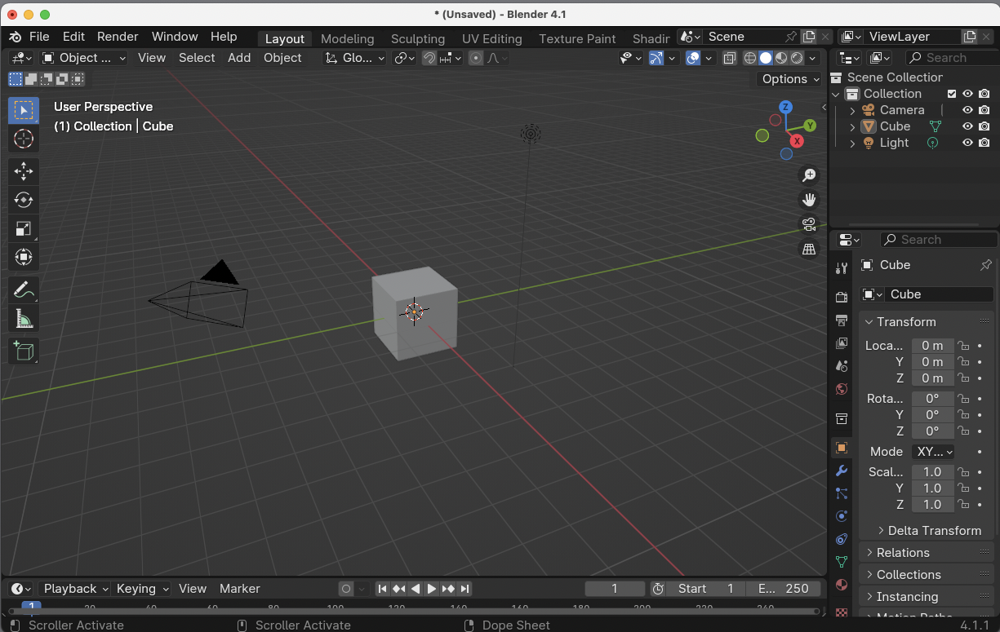 * (Unsaved) - Blender 4.1
File Edit Render Window Help Layout Modeling Sculpting UV Editing Texture Paint Shadir Scene ViewLayer
Object ... View Select Add Object Glo... Search
Options
User Perspective
(1) Collection | Cube
Z
Y
X
Scene Collection
Collection
Camera
Cube
Light
Search
Cube
Cube
Transform
Loca... 0 m
Y 0 m
Z 0 m
Rota... 0°
Y 0°
Z 0°
Mode XY...
Scal... 1.0
Y 1.0
Z 1.0
Delta Transform
Relations
Collections
Instancing
Motion Paths
Playback Keying View Marker 1 Start 1 E... 250
1 20 40 60 80 100 120 140 160 180 200 220 240
Scroller Activate Scroller Activate Dope Sheet 4.1.1